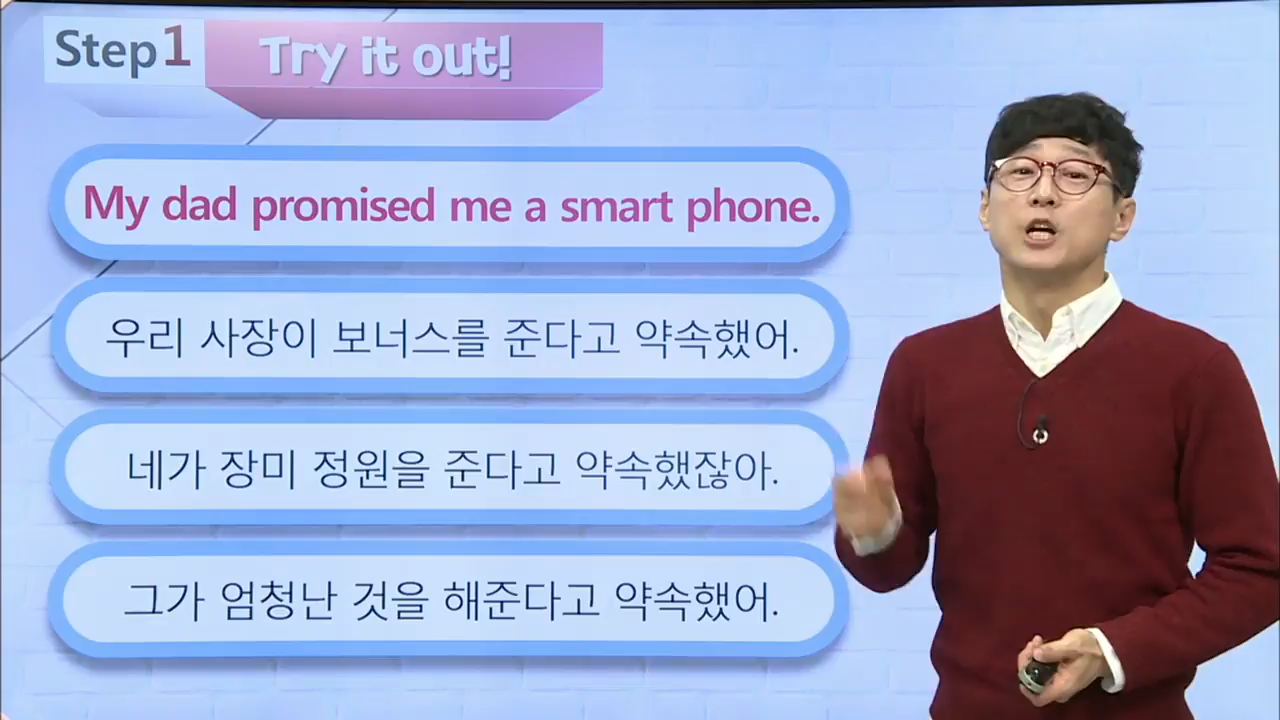 Step1
Try it out!
My dad promised me a smart phone.
우리 사장이 보너스를 준다고 약속했어.
네가 장미 정원을 준다고 약속했잖아.
그가 엄청난 것을 해준다고 약속했어.